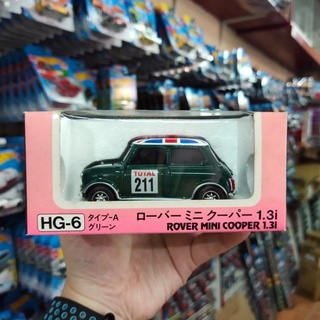 TOTAL
211
HG-6
タイプ-A
グリーン
ローバー ミニ クーパー 1.3i
ROVER MINI COOPER 1.3i